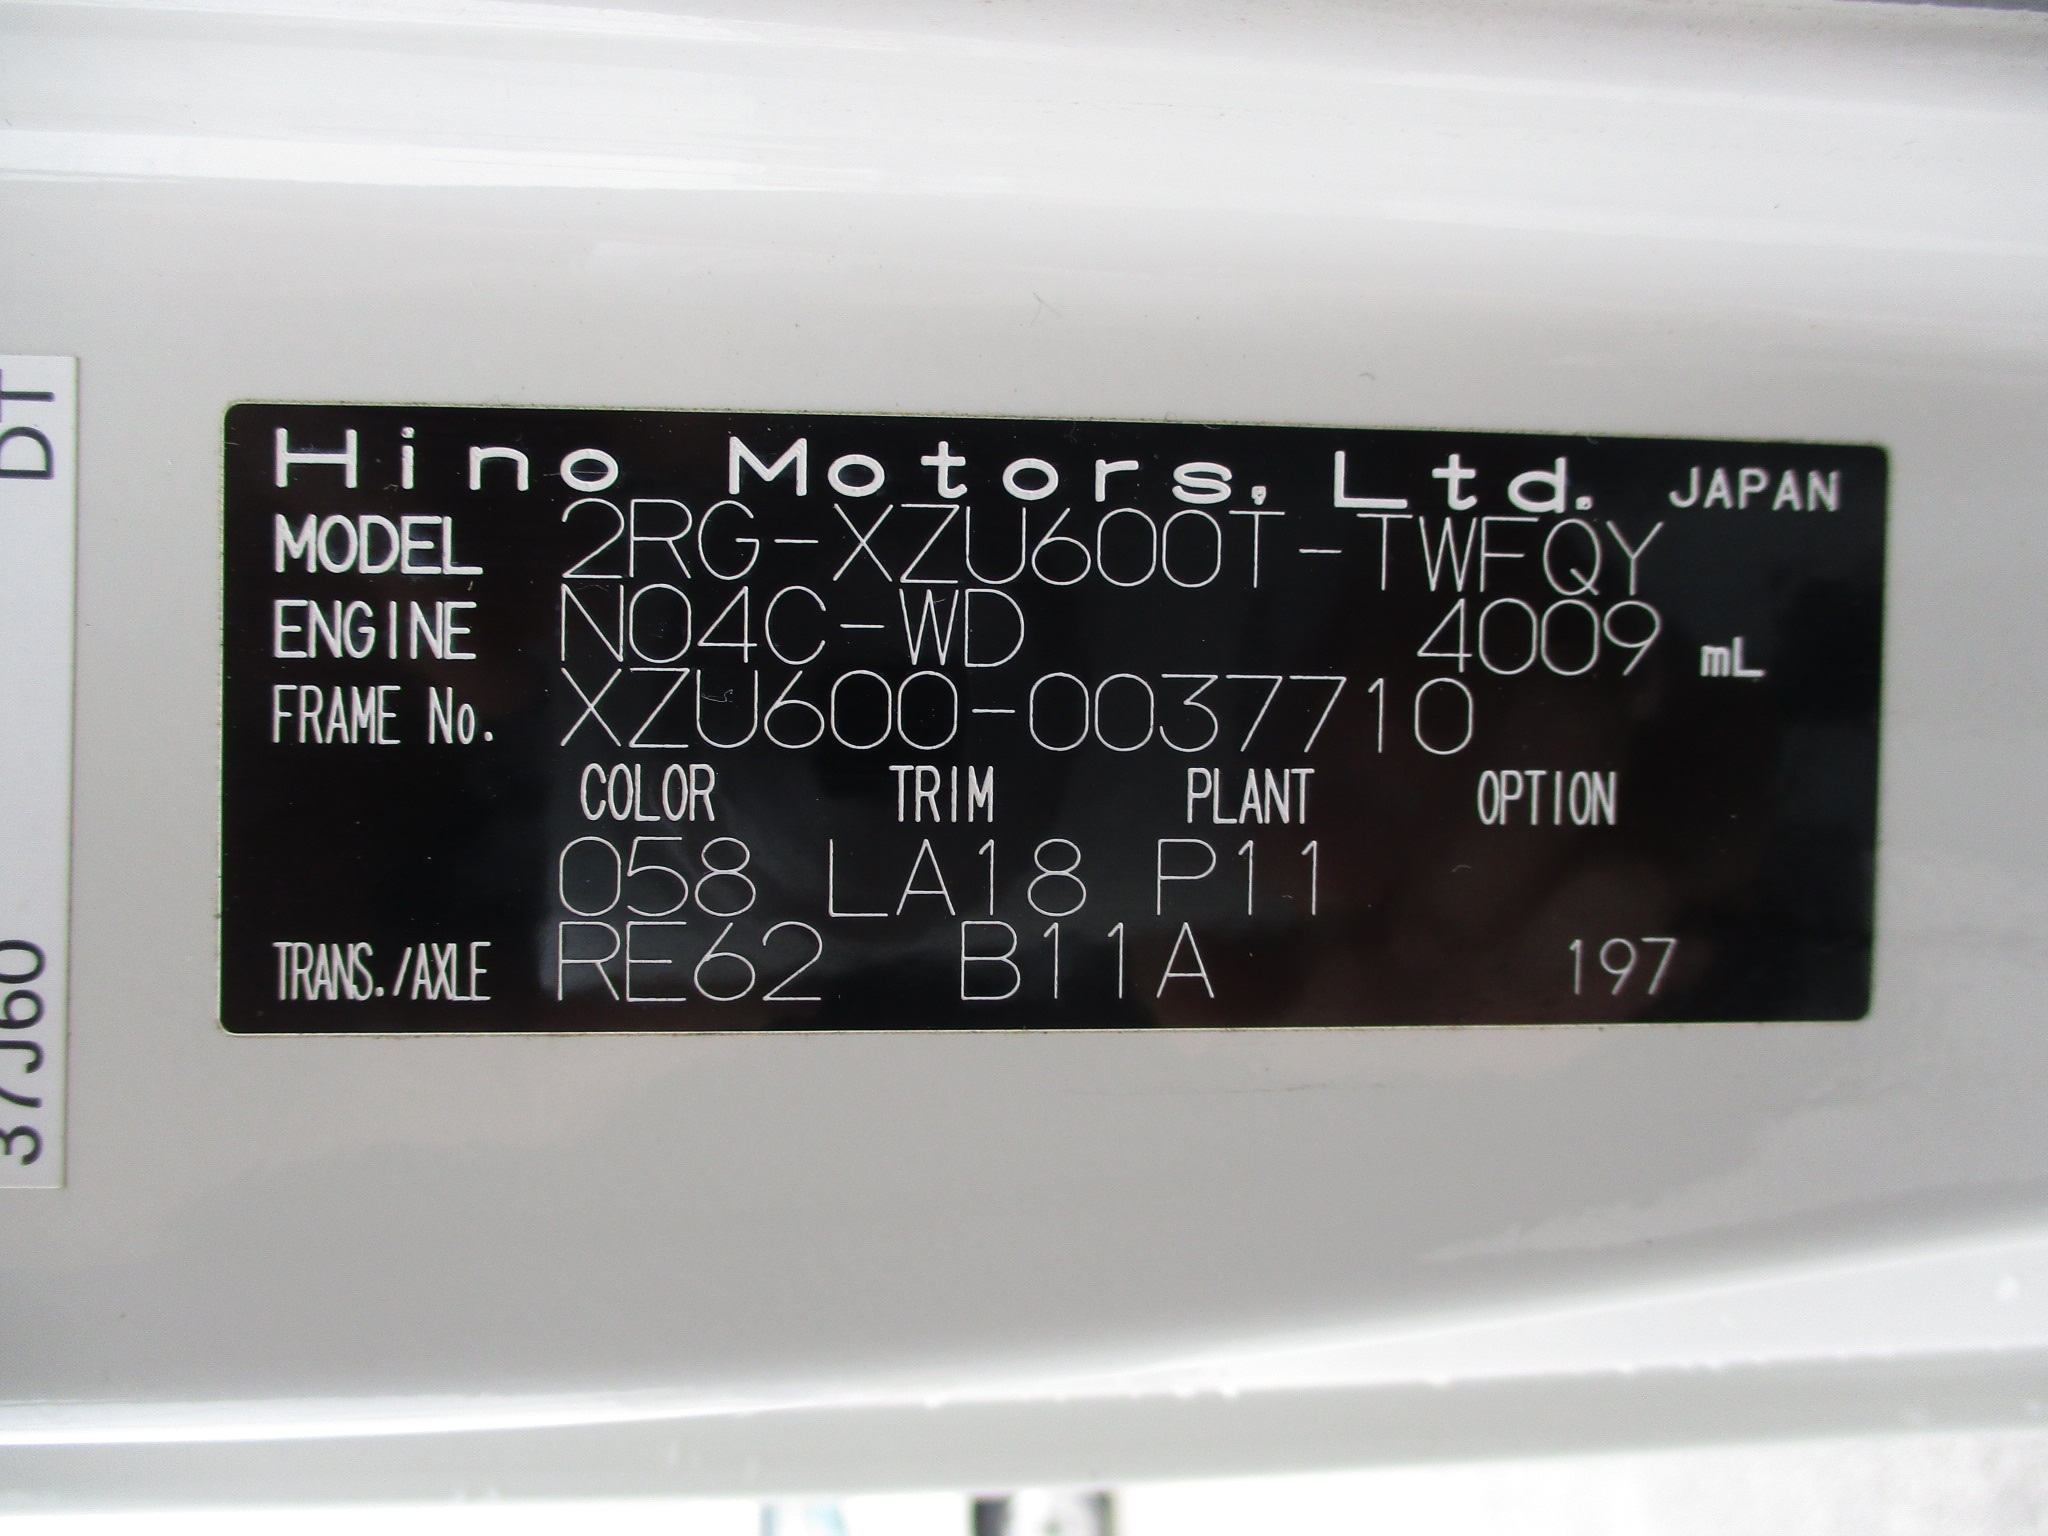 Hino Motors, Ltd. JAPAN
MODEL 2RG-XZU600T-TWFQY
ENGINE N04C-WD 4009 mL
FRAME No. XZU600-0037710
COLOR TRIM PLANT OPTION
058 LA18 P11
TRANS./AXLE RE62 B11A 197
37J60 DT